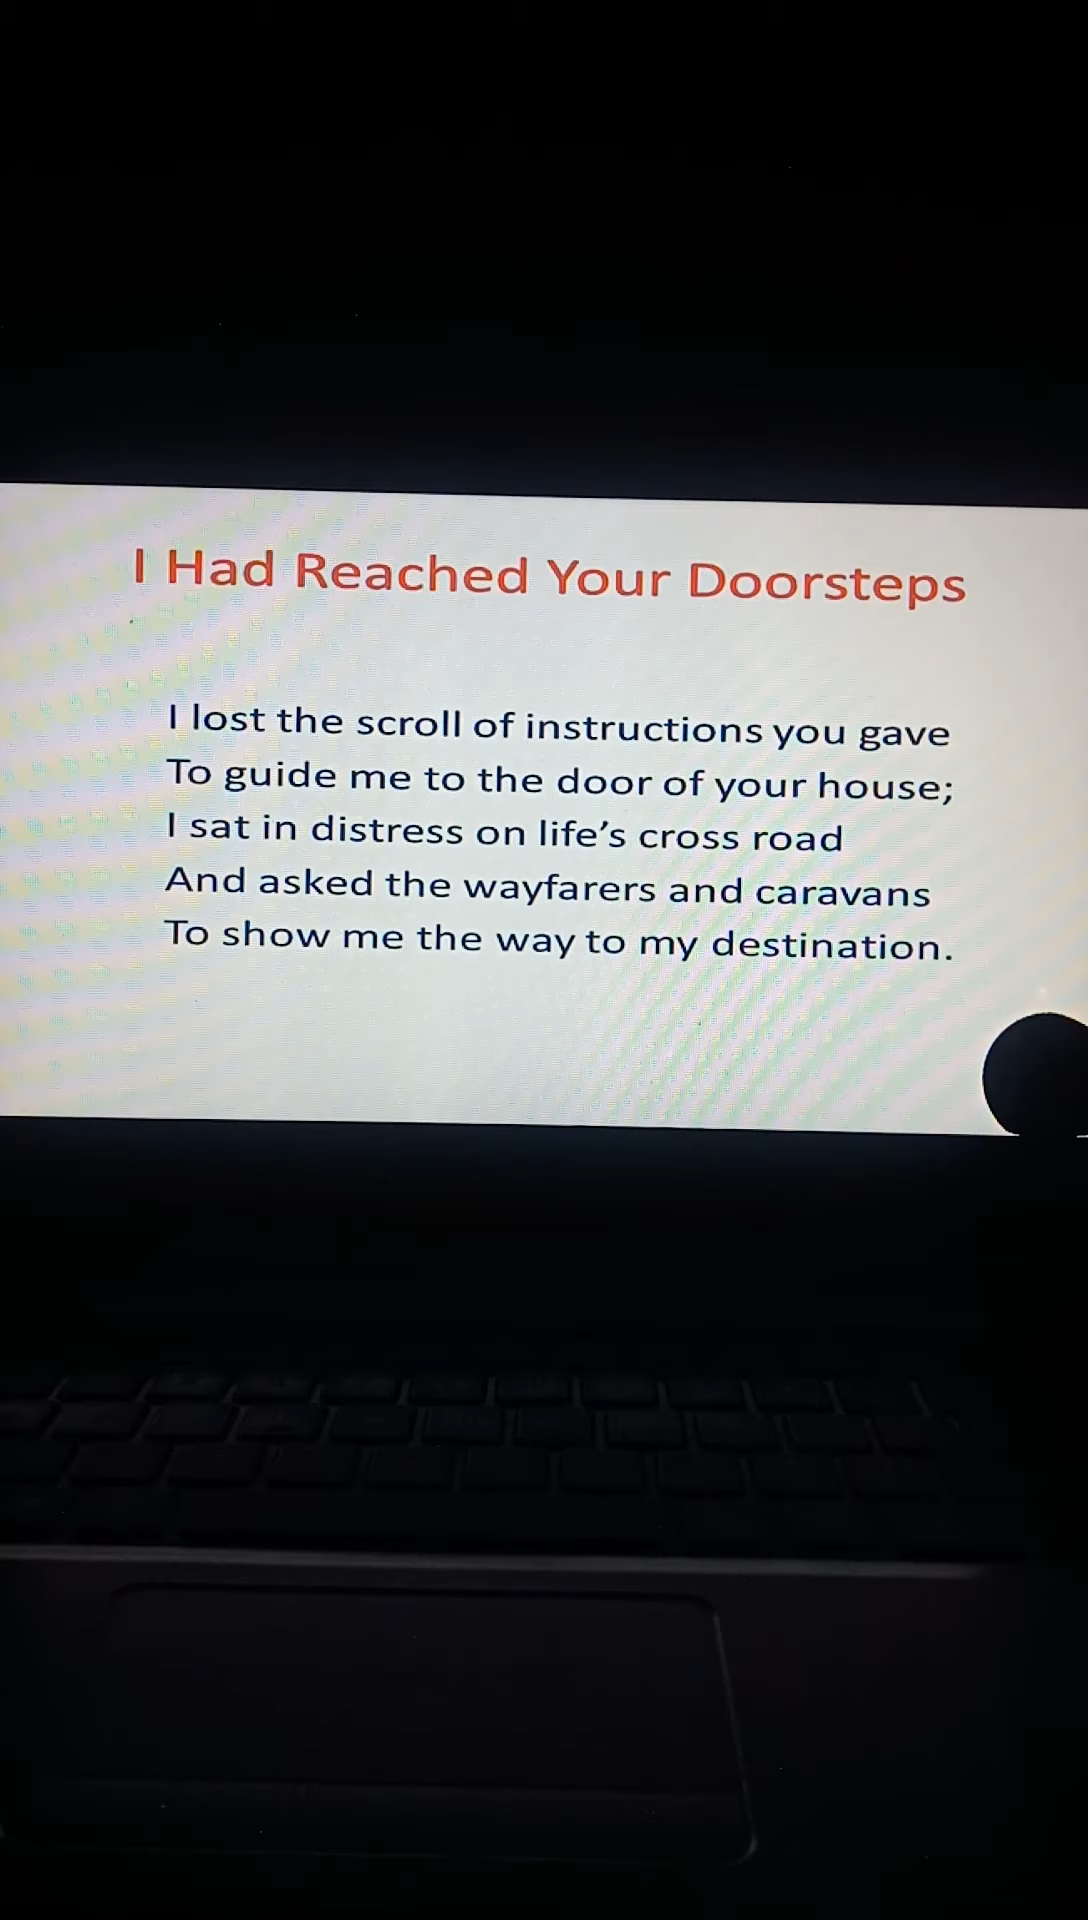 I Had Reached Your Doorsteps
I lost the scroll of instructions you gave
To guide me to the door of your house;
I sat in distress on life's cross road
And asked the wayfarers and caravans
To show me the way to my destination.